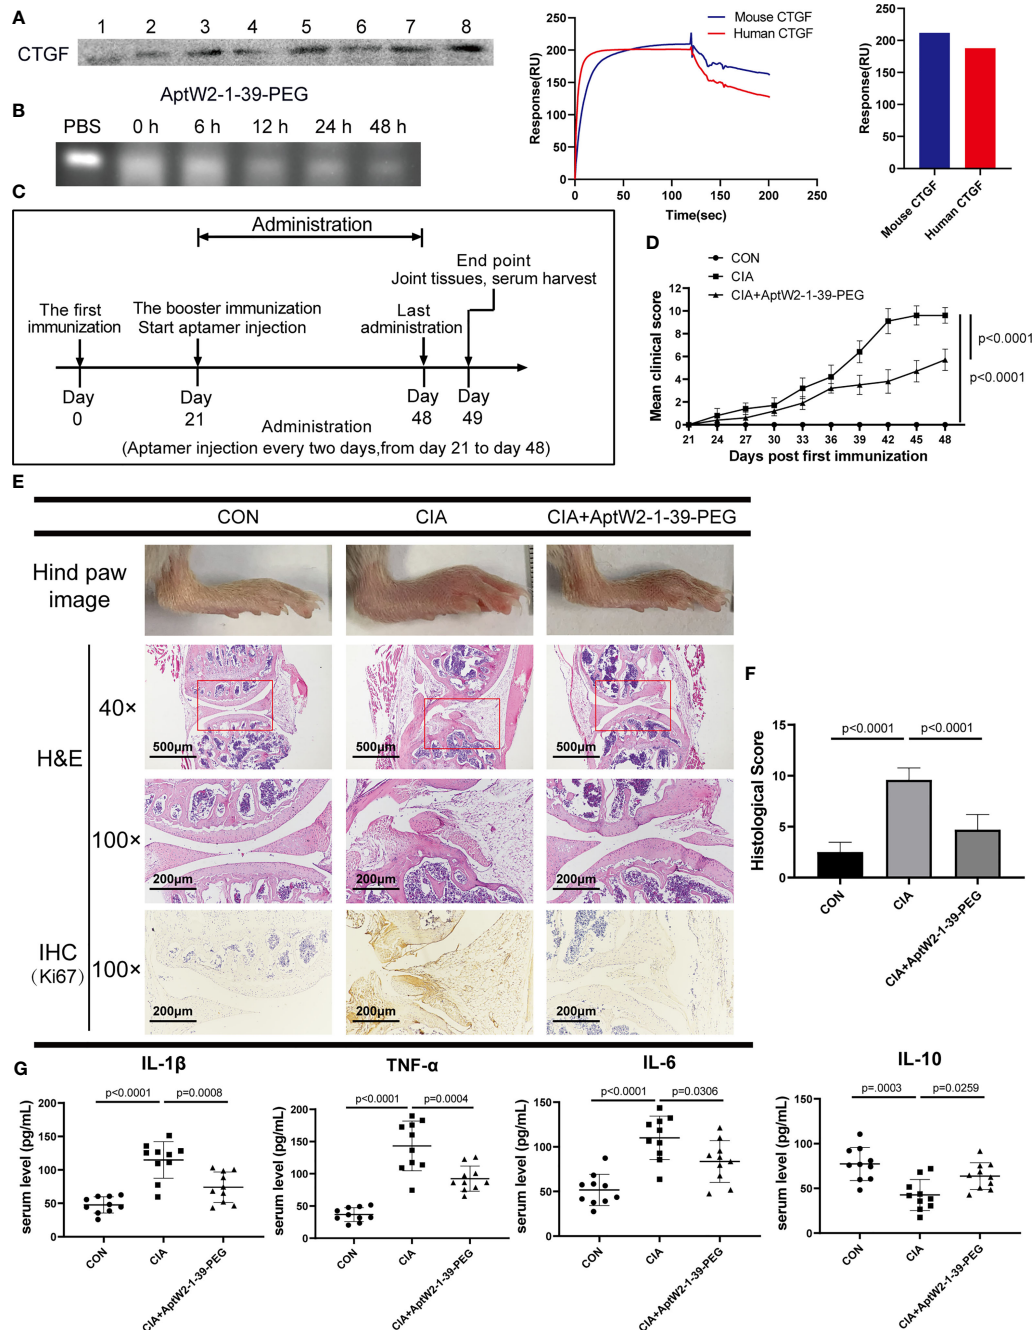 A
1 2 3 4 5 6 7 8
CTGF
AptW2-1-39-PEG
B
PBS 0 h 6 h 12 h 24 h 48 h
Mouse CTGF
Human CTGF
Response(RU)
250
200
150
100
50
0
0 50 100 150 200 250
Time(sec)
Response(RU)
250
200
150
100
50
0
Mouse CTGF
Human CTGF
C
Administration
End point
Joint tissues, serum harvest
The first
immunization
The booster immunization
Start aptamer injection
Last
administration
Day
0
Day
21
Day
48
Day
49
Administration
(Aptamer injection every two days,from day 21 to day 48)
D
CON
CIA
CIA+AptW2-1-39-PEG
Mean clinical score
12
10
8
6
4
2
0
21 24 27 30 33 36 39 42 45 48
Days post first immunization
p<0.0001
p<0.0001
E
CON CIA CIA+AptW2-1-39-PEG
Hind paw
image
H&E
40×
500μm 500μm 500μm
100×
200μm 200μm 200μm
IHC
(Ki67)
100×
200μm 200μm 200μm
F
Histological Score
15
10
5
0
p<0.0001 p<0.0001
CON
CIA
CIA+AptW2-1-39-PEG
G
IL-1β
serum level (pg/mL)
200
150
100
50
0
p<0.0001 p=0.0008
CON
CIA
CIA+AptW2-1-39-PEG
TNF-α
serum level (pg/mL)
200
150
100
50
0
p<0.0001 p=0.0004
CON
CIA
CIA+AptW2-1-39-PEG
IL-6
serum level (pg/mL)
150
100
50
0
p<0.0001 p=0.0306
CON
CIA
CIA+AptW2-1-39-PEG
IL-10
serum level (pg/mL)
150
100
50
0
p=.0003 p=0.0259
CON
CIA
CIA+AptW2-1-39-PEG